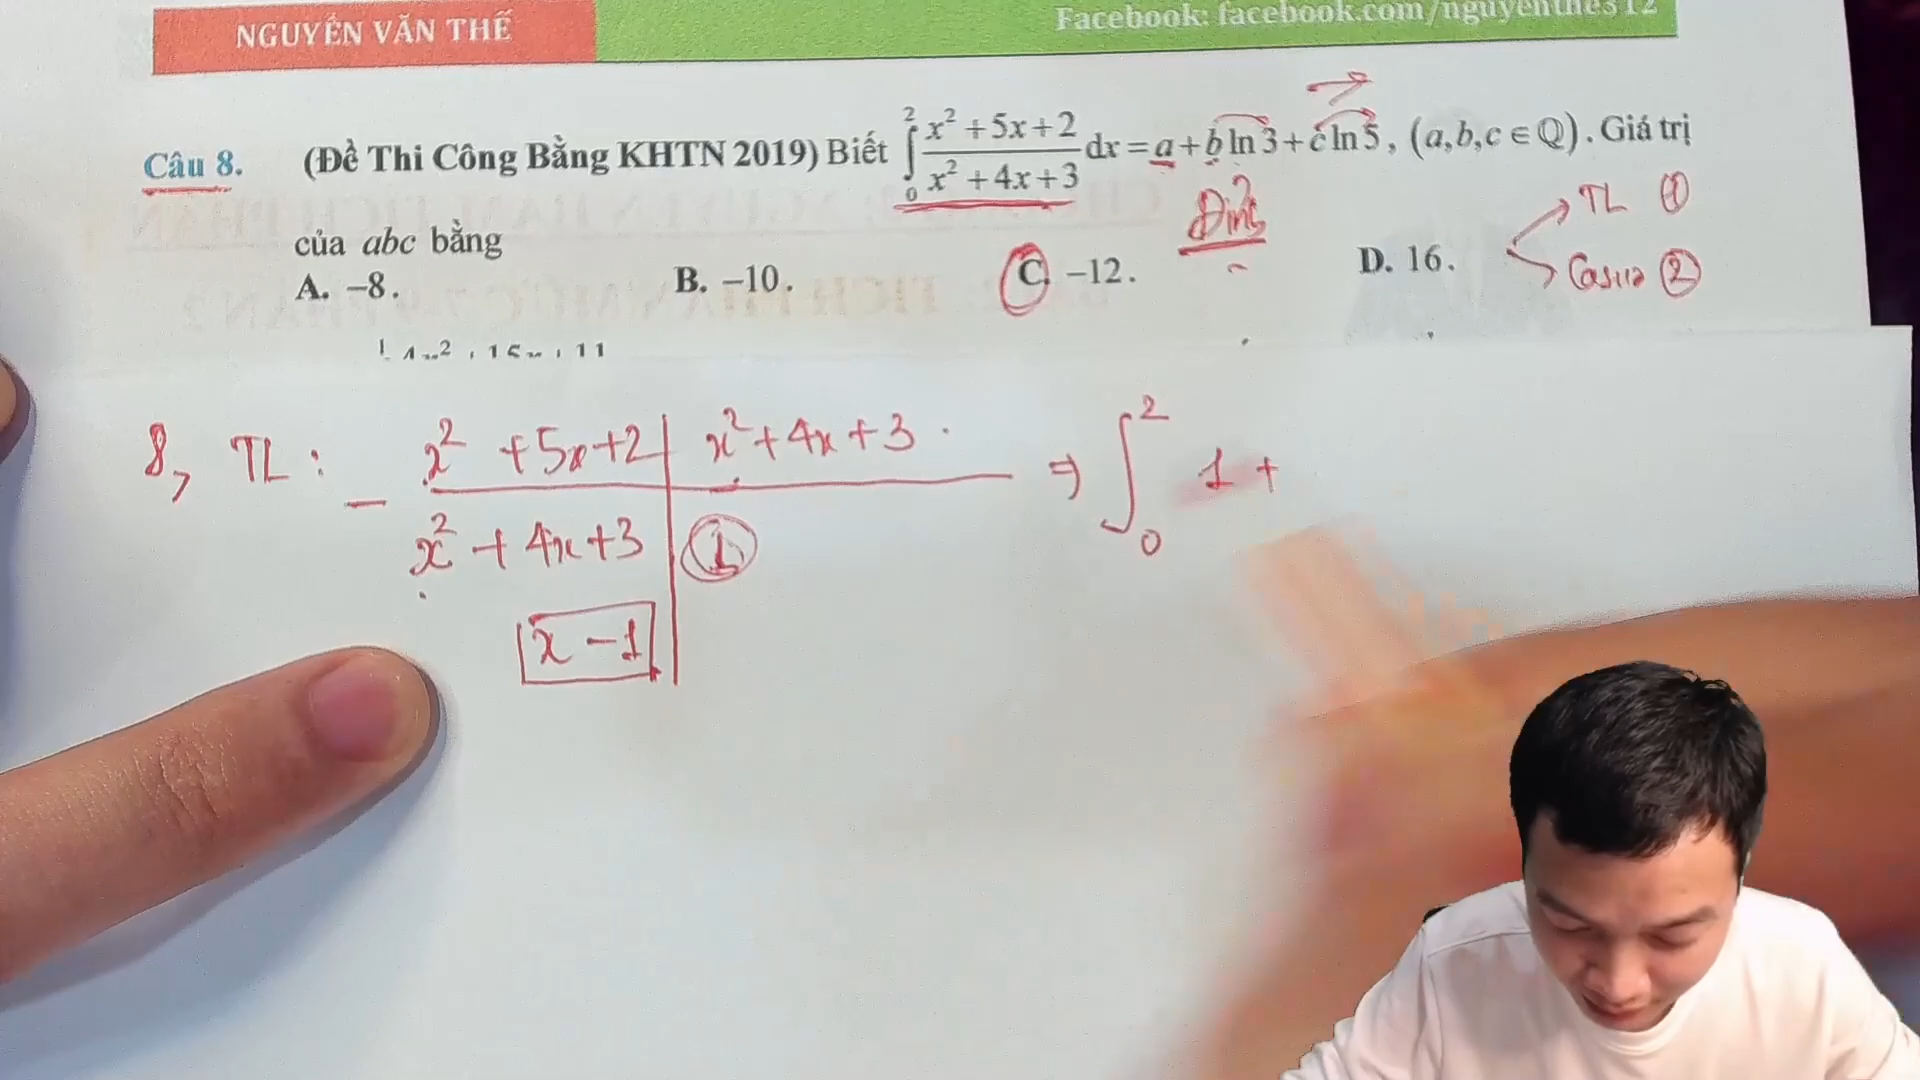 NGUYỄN VĂN THẾ
Facebook: facebook.com/nguyenthe312
Câu 8. (Đề Thi Công Bằng KHTN 2019) Biết ∫₀² (x² + 5x + 2)/(x² + 4x + 3) dx = a + b ln 3 + c ln 5, (a, b, c ∈ ℚ). Giá trị
của abc bằng
A. −8. B. −10. C. −12. D. 16.
TL ①
Casio ②
8, TL: x² + 5x + 2 | x² + 4x + 3 ⇒ ∫₀² 1 +
− x² + 4x + 3 | 1
x − 1